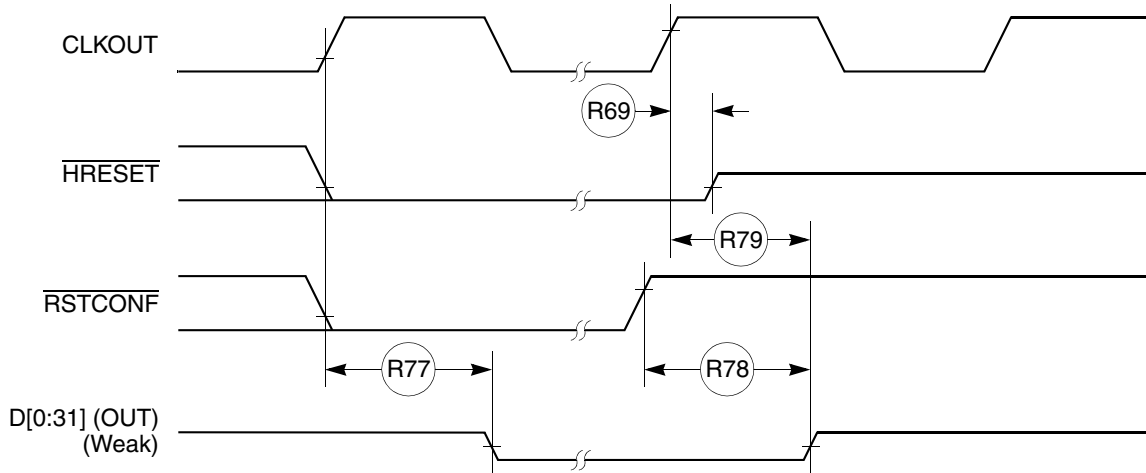 CLKOUT
R69
HRESET
R79
RSTCONF
R77
R78
D[0:31] (OUT)
(Weak)